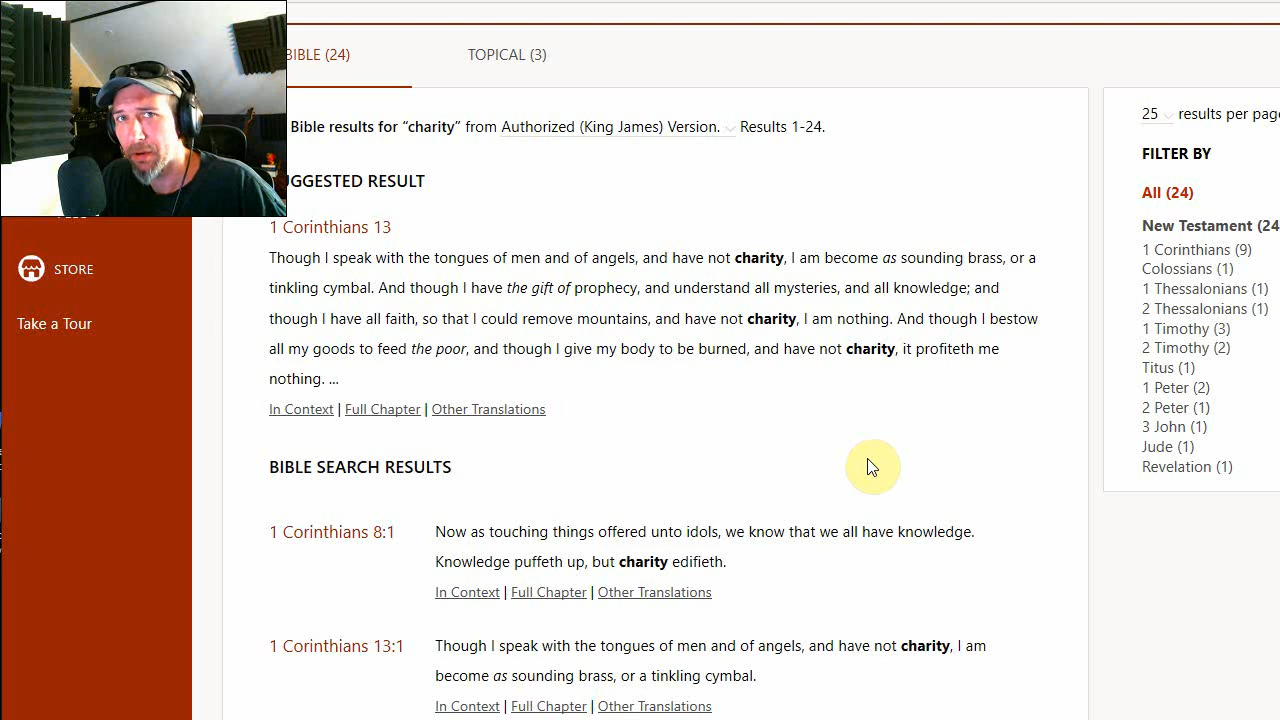 BIBLE (24)
TOPICAL (3)
Bible results for “charity” from Authorized (King James) Version. Results 1-24.
UGGESTED RESULT
1 Corinthians 13
Though I speak with the tongues of men and of angels, and have not charity, I am become as sounding brass, or a
tinkling cymbal. And though I have the gift of prophecy, and understand all mysteries, and all knowledge; and
though I have all faith, so that I could remove mountains, and have not charity, I am nothing. And though I bestow
all my goods to feed the poor, and though I give my body to be burned, and have not charity, it profiteth me
nothing. ...
In Context | Full Chapter | Other Translations
BIBLE SEARCH RESULTS
1 Corinthians 8:1
Now as touching things offered unto idols, we know that we all have knowledge.
Knowledge puffeth up, but charity edifieth.
In Context | Full Chapter | Other Translations
1 Corinthians 13:1
Though I speak with the tongues of men and of angels, and have not charity, I am
become as sounding brass, or a tinkling cymbal.
In Context | Full Chapter | Other Translations
STORE
Take a Tour
25 results per page
FILTER BY
All (24)
New Testament (24
1 Corinthians (9)
Colossians (1)
1 Thessalonians (1)
2 Thessalonians (1)
1 Timothy (3)
2 Timothy (2)
Titus (1)
1 Peter (2)
2 Peter (1)
3 John (1)
Jude (1)
Revelation (1)